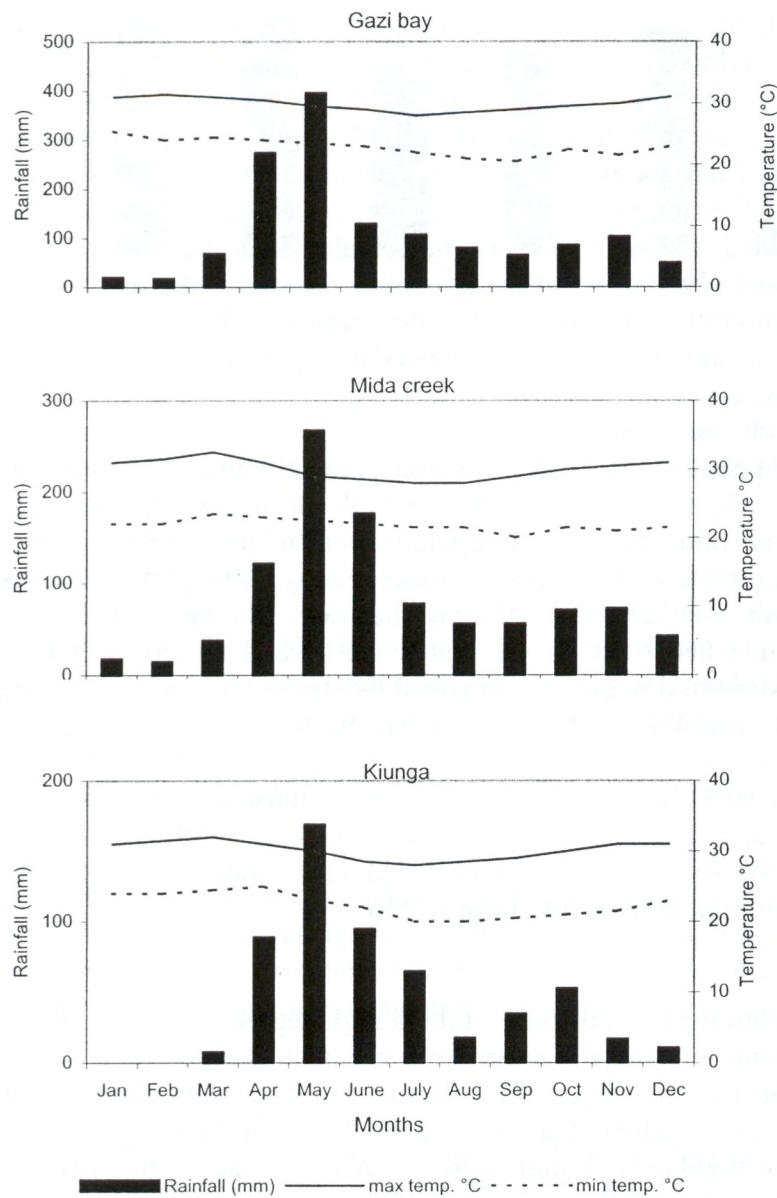 Gazi bay
500
400
300
200
100
0
Rainfall (mm)
40
30
20
10
0
Temperature (°C)
Mida creek
300
200
100
0
Rainfall (mm)
40
30
20
10
0
Temperature °C
Kiunga
200
100
0
Rainfall (mm)
40
30
20
10
0
Temperature °C
Jan Feb Mar Apr May June July Aug Sep Oct Nov Dec
Months
Rainfall (mm) max temp. °C min temp. °C